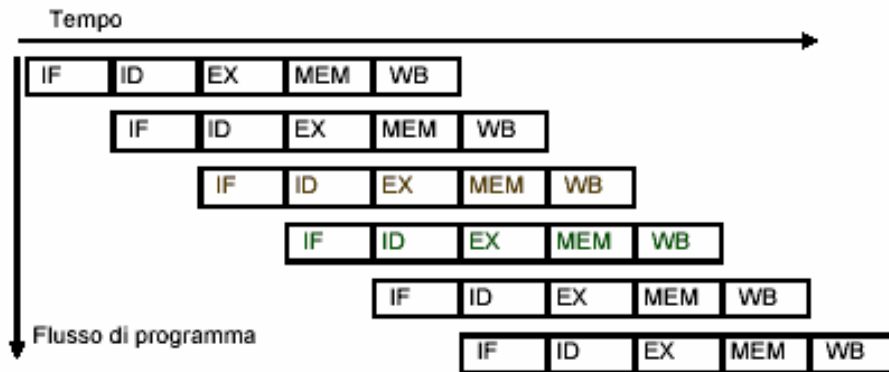 Tempo
IF ID EX MEM WB
IF ID EX MEM WB
IF ID EX MEM WB
IF ID EX MEM WB
IF ID EX MEM WB
Flusso di programma
IF ID EX MEM WB